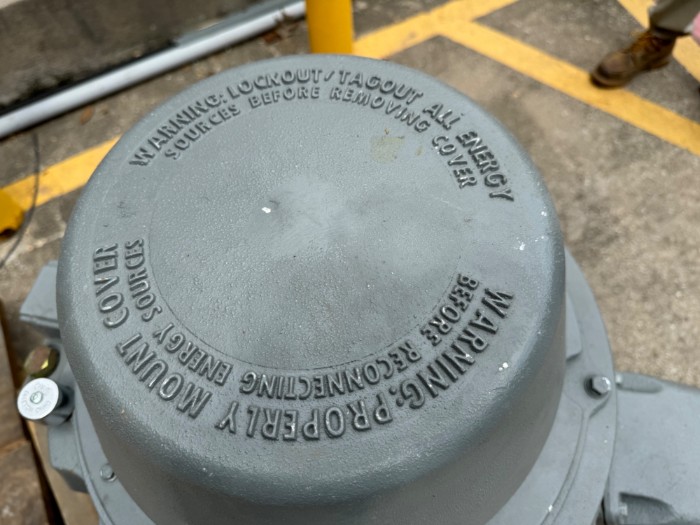 WARNING: LOCKOUT/TAGOUT ALL ENERGY
SOURCES BEFORE REMOVING COVER
WARNING: PROPERLY MOUNT COVER
BEFORE RECONNECTING ENERGY SOURCES